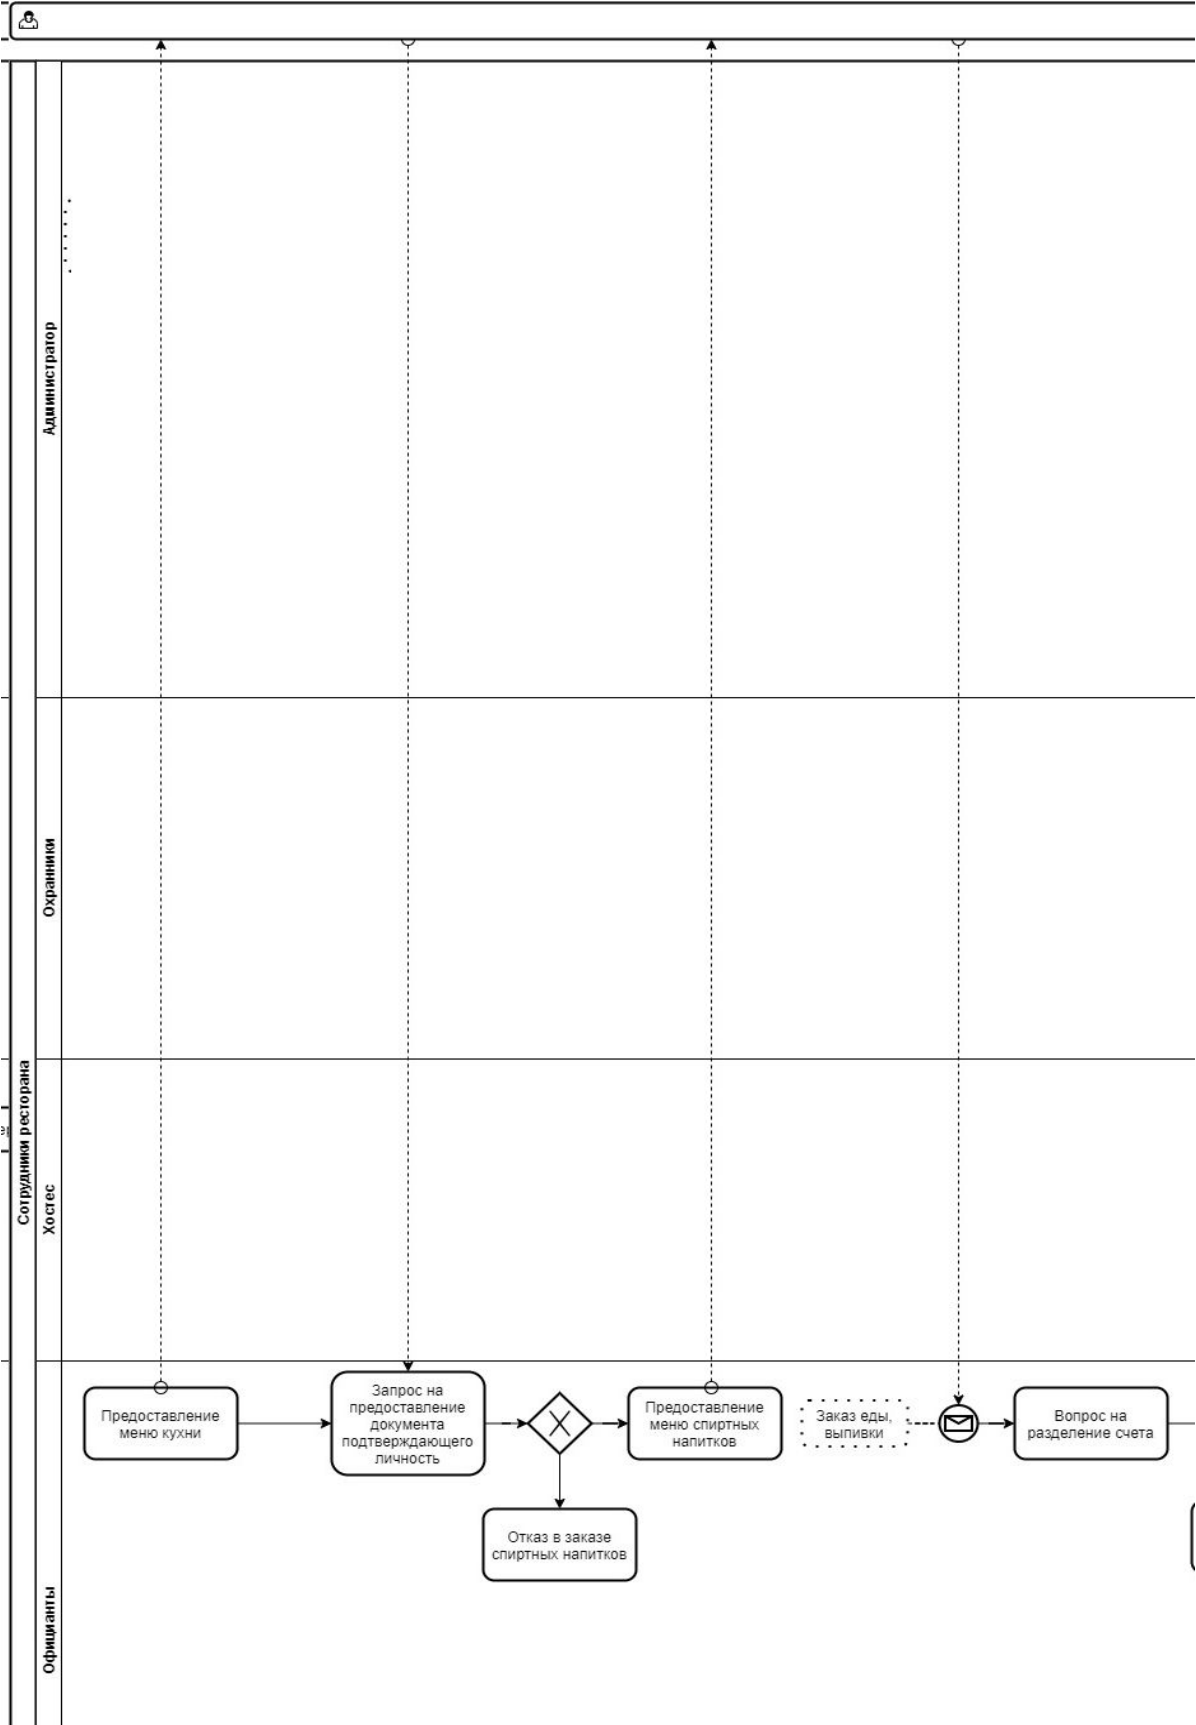 Администратор
Охранники
Сотрудники ресторана
Хостес
Официанты
Предоставление
меню кухни
Запрос на
предоставление
документа
подтверждающего
личность
Предоставление
меню спиртных
напитков
Заказ еды,
выпивки
Вопрос на
разделение счета
Отказ в заказе
спиртных напитков